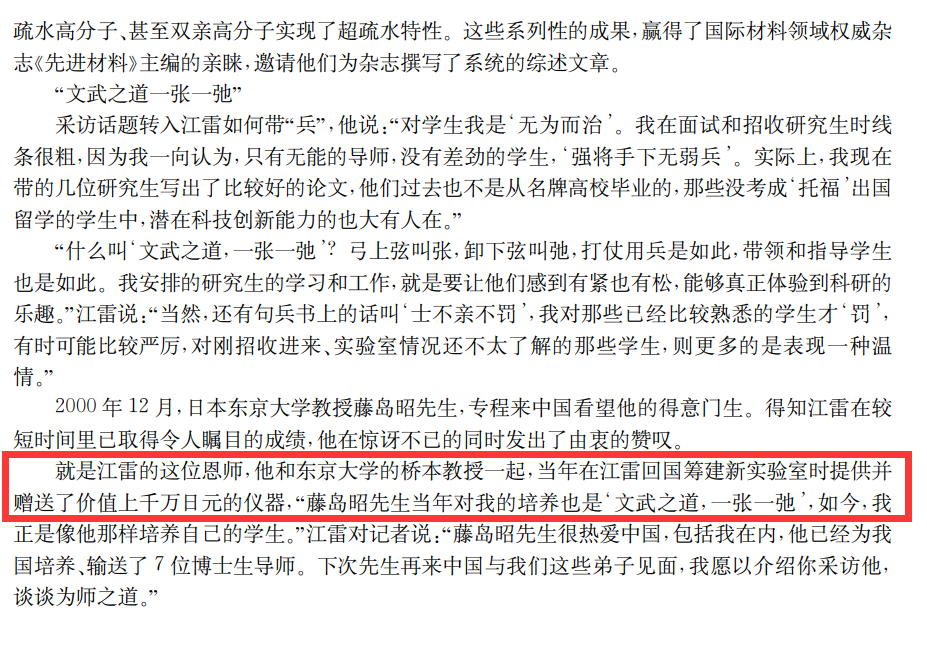 疏水高分子、甚至双亲高分子实现了超疏水特性。这些系列性的成果，赢得了国际材料领域权威杂
志《先进材料》主编的亲睐，邀请他们为杂志撰写了系统的综述文章。
“文武之道一张一弛”
采访话题转入江雷如何带“兵”，他说：“对学生我是‘无为而治’。我在面试和招收研究生时线
条很粗，因为我一向认为，只有无能的导师，没有差劲的学生，‘强将手下无弱兵’。实际上，我现在
带的几位研究生写出了比较好的论文，他们过去也不是从名牌高校毕业的，那些没考成‘托福’出国
留学的学生中，潜在科技创新能力的也大有人在。”
“什么叫‘文武之道，一张一弛’？弓上弦叫张，卸下弦叫弛，打仗用兵是如此，带领和指导学生
也是如此。我安排的研究生的学习和工作，就是要让他们感到有紧也有松，能够真正体验到科研的
乐趣。”江雷说：“当然，还有句兵书上的话叫‘士不亲不罚’，我对那些已经比较熟悉的学生才‘罚’，
有时可能比较严厉，对刚招收进来、实验室情况还不太了解的那些学生，则更多的是表现一种温
情。”
2000 年 12 月，日本东京大学教授藤岛昭先生，专程来中国看望他的得意门生。得知江雷在较
短时间里已取得令人瞩目的成绩，他在惊讶不已的同时发出了由衷的赞叹。
就是江雷的这位恩师，他和东京大学的桥本教授一起，当年在江雷回国筹建新实验室时提供并
赠送了价值上千万日元的仪器，“藤岛昭先生当年对我的培养也是‘文武之道，一张一弛’，如今，我
正是像他那样培养自己的学生。”江雷对记者说：“藤岛昭先生很热爱中国，包括我在内，他已经为我
国培养、输送了 7 位博士生导师。下次先生再来中国与我们这些弟子见面，我愿以介绍你采访他，
谈谈为师之道。”